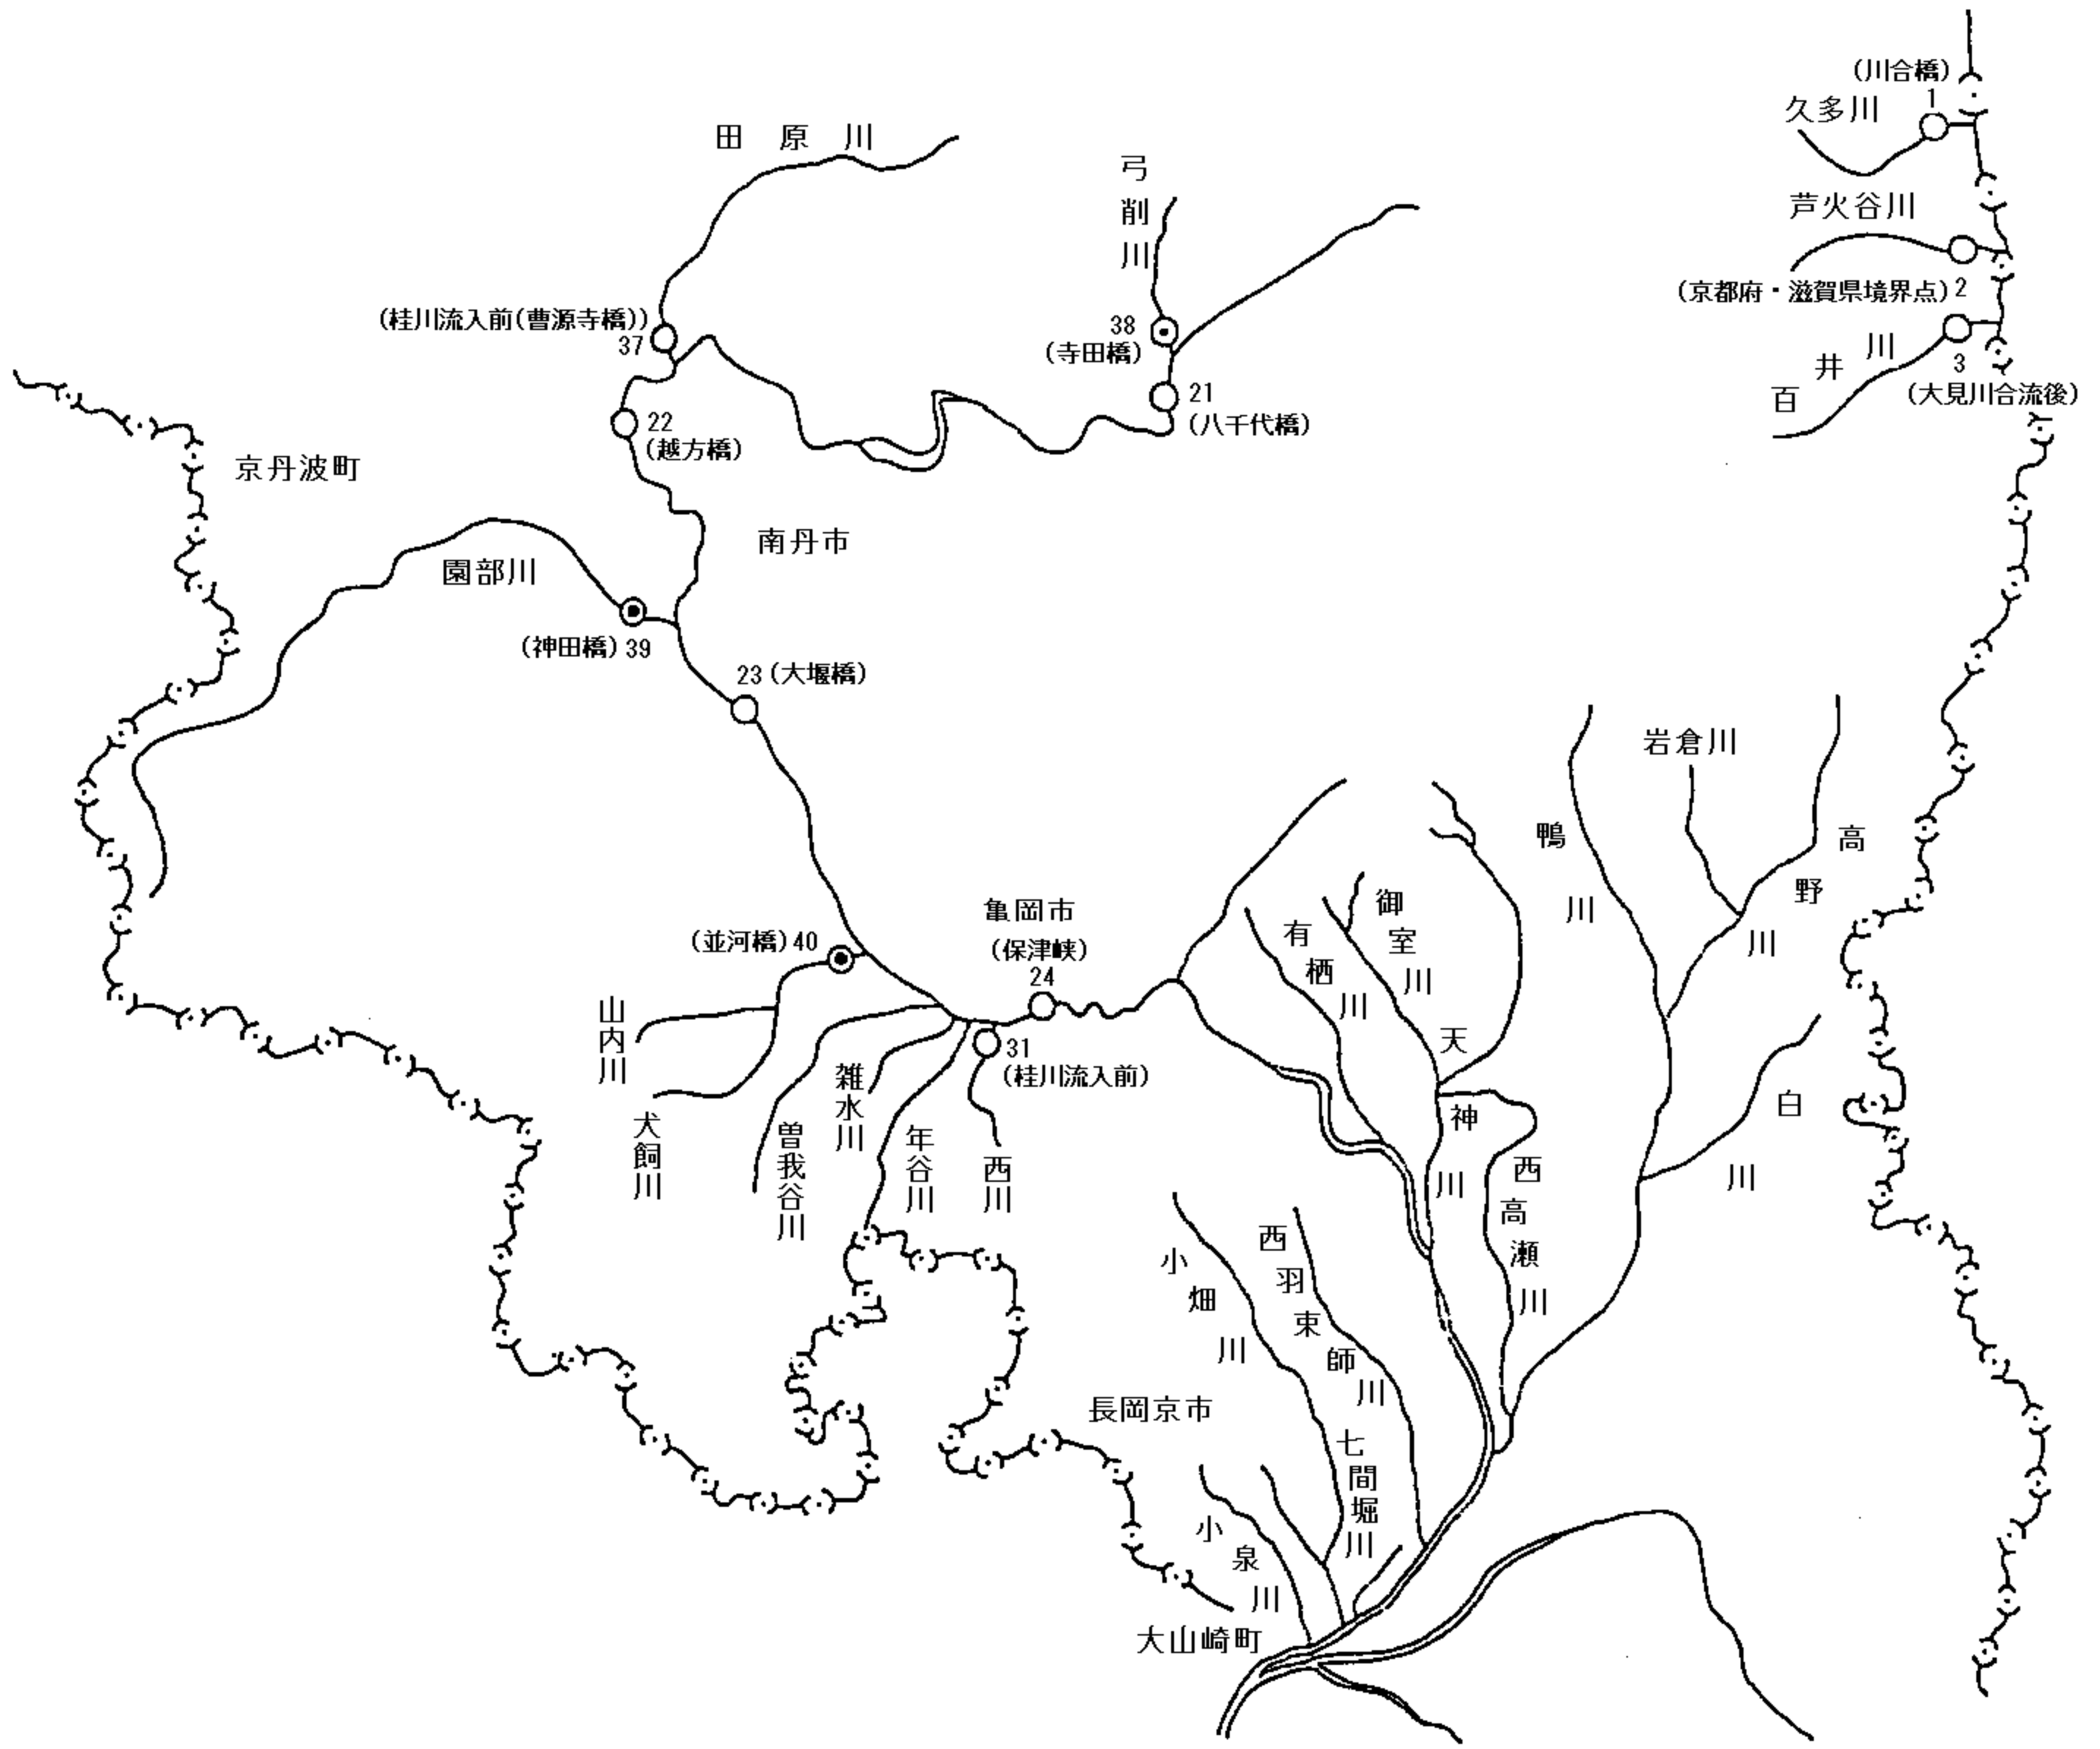 (川合橋)
1
久多川
田原川
弓削川
芦火谷川
(京都府・滋賀県境界点) 2
(桂川流入前(曹源寺橋))
37
38
(寺田橋)
百井川
3
(大見川合流後)
21
(八千代橋)
22
(越方橋)
京丹波町
南丹市
園部川
(神田橋) 39
23 (大堰橋)
岩倉川
鴨川
高野川
亀岡市
(保津峡)
24
(並河橋) 40
御室川
有栖川
山内川
31
(桂川流入前)
天神川
雑水川
犬飼川
曽我谷川
年谷川
西川
白川
西高瀬川
小畑川
西羽束師川
長岡京市
七間堀川
小泉川
大山崎町